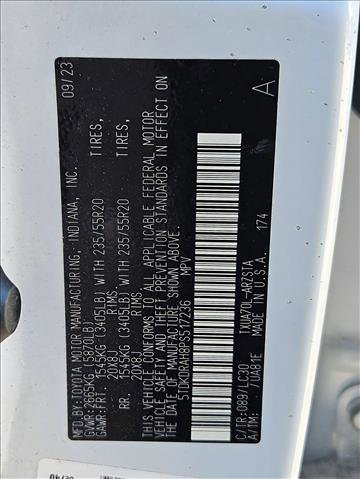 MFD.BY:TOYOTA MOTOR MANUFACTURING, INDIANA, INC. 09/23
GVWR:2665KG (5870LB)
GAWR:FRT. 1545KG (3405LB) WITH 235/55R20 TIRES,
20X8J RIMS,
RR. 1545KG (3405LB) WITH 235/55R20 TIRES,
20X8J RIMS
THIS VEHICLE CONFORMS TO ALL APPLICABLE FEDERAL MOTOR
VEHICLE SAFETY AND THEFT PREVENTION STANDARDS IN EFFECT ON
THE DATE OF MANUFACTURE SHOWN ABOVE.
5TDKDRAH8PS517236 MPV
C/TR:089/LC30 TXUA70L-ARZSTA
A/TM: -/UA81E MADE IN U.S.A. 174
A